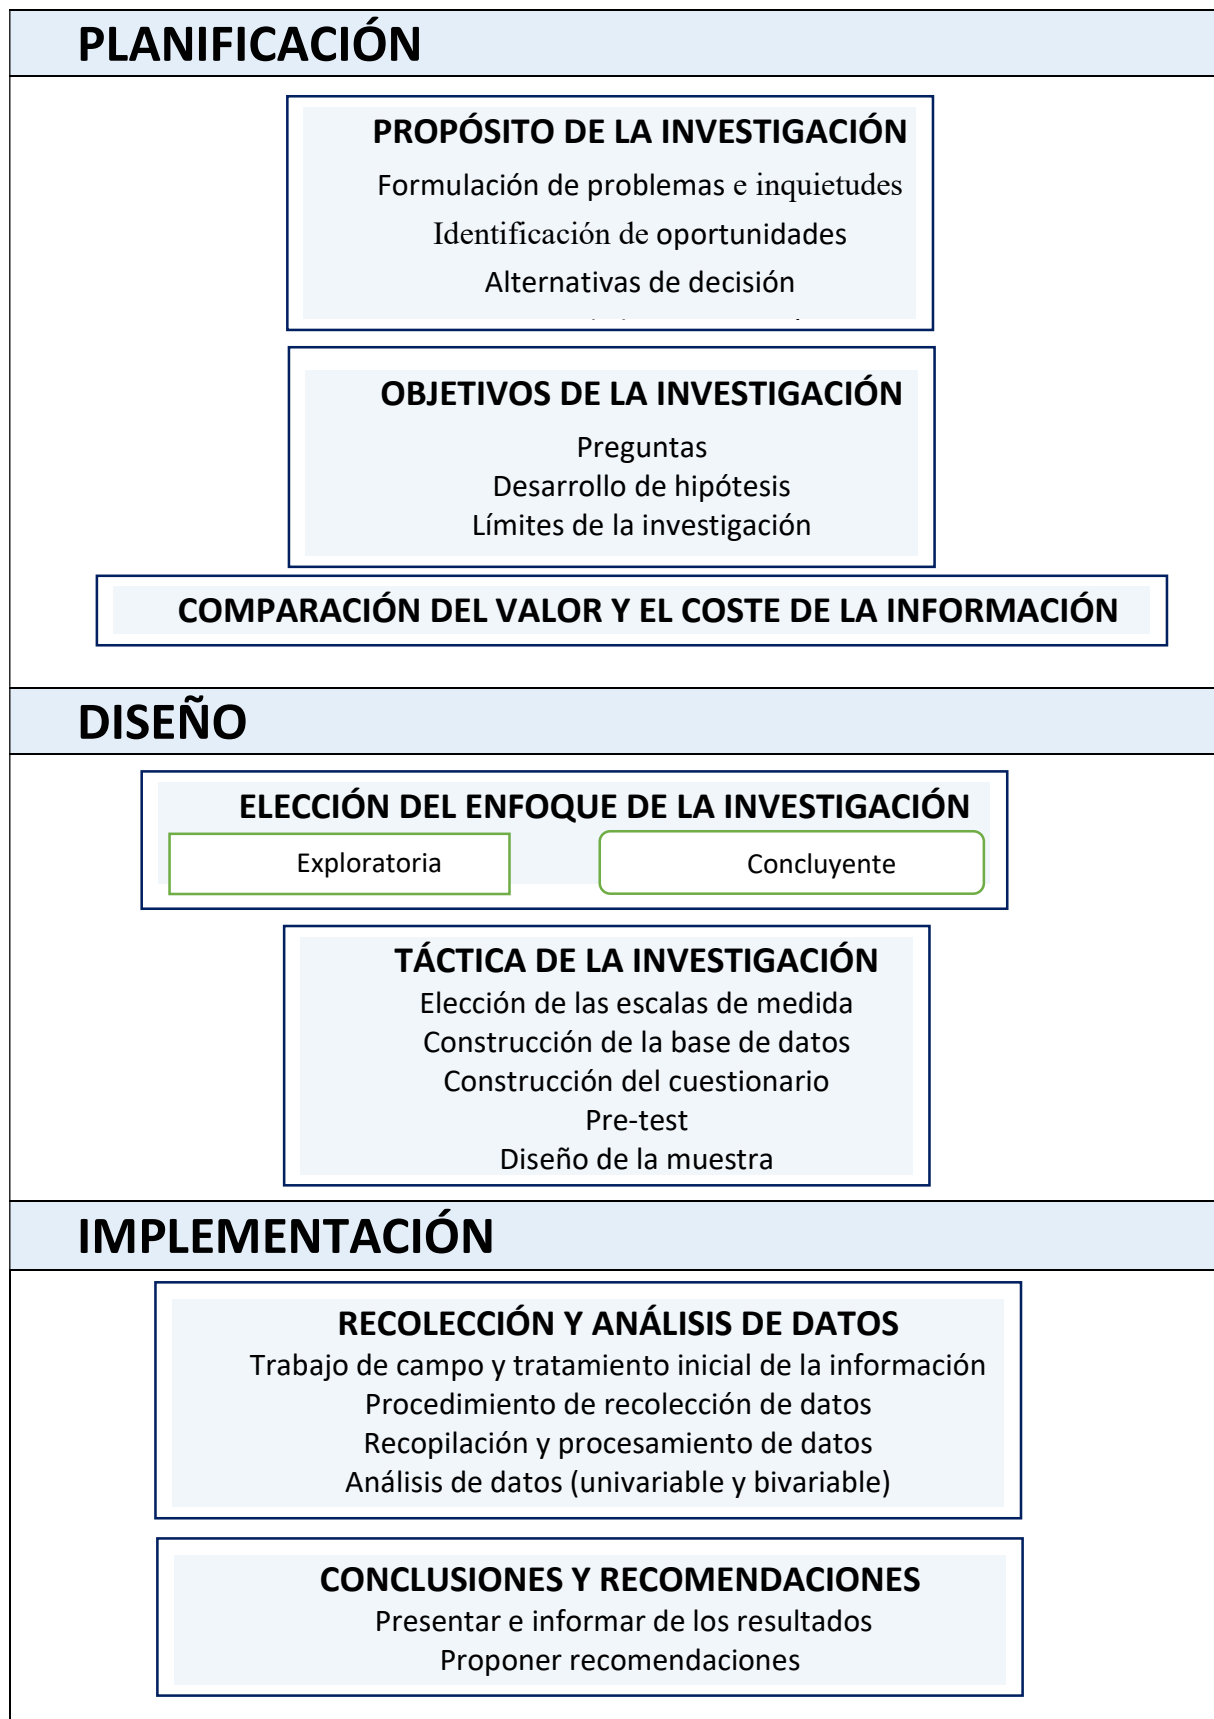 PLANIFICACIÓN
PROPÓSITO DE LA INVESTIGACIÓN
Formulación de problemas e inquietudes
Identificación de oportunidades
Alternativas de decisión
OBJETIVOS DE LA INVESTIGACIÓN
Preguntas
Desarrollo de hipótesis
Límites de la investigación
COMPARACIÓN DEL VALOR Y EL COSTE DE LA INFORMACIÓN
DISEÑO
ELECCIÓN DEL ENFOQUE DE LA INVESTIGACIÓN
Exploratoria
Concluyente
TÁCTICA DE LA INVESTIGACIÓN
Elección de las escalas de medida
Construcción de la base de datos
Construcción del cuestionario
Pre-test
Diseño de la muestra
IMPLEMENTACIÓN
RECOLECCIÓN Y ANÁLISIS DE DATOS
Trabajo de campo y tratamiento inicial de la información
Procedimiento de recolección de datos
Recopilación y procesamiento de datos
Análisis de datos (univariable y bivariable)
CONCLUSIONES Y RECOMENDACIONES
Presentar e informar de los resultados
Proponer recomendaciones